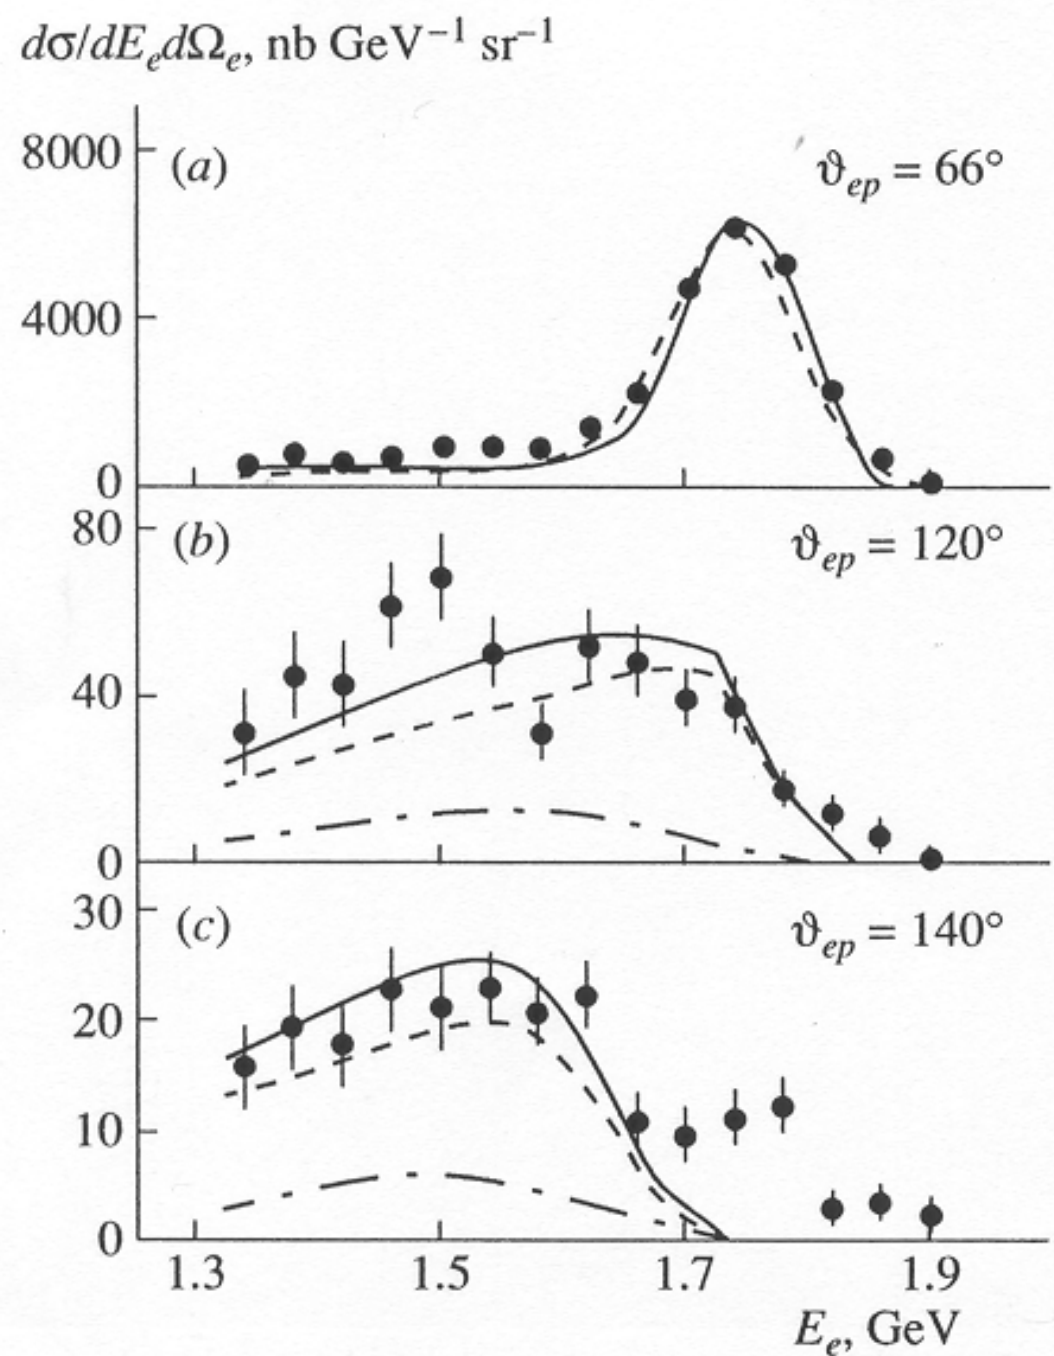 dσ/dE_e dΩ_e, nb GeV⁻¹ sr⁻¹
8000
(a)
ϑ_ep = 66°
4000
0
80
(b)
ϑ_ep = 120°
40
0
30
(c)
ϑ_ep = 140°
20
10
0
1.3 1.5 1.7 1.9
E_e, GeV